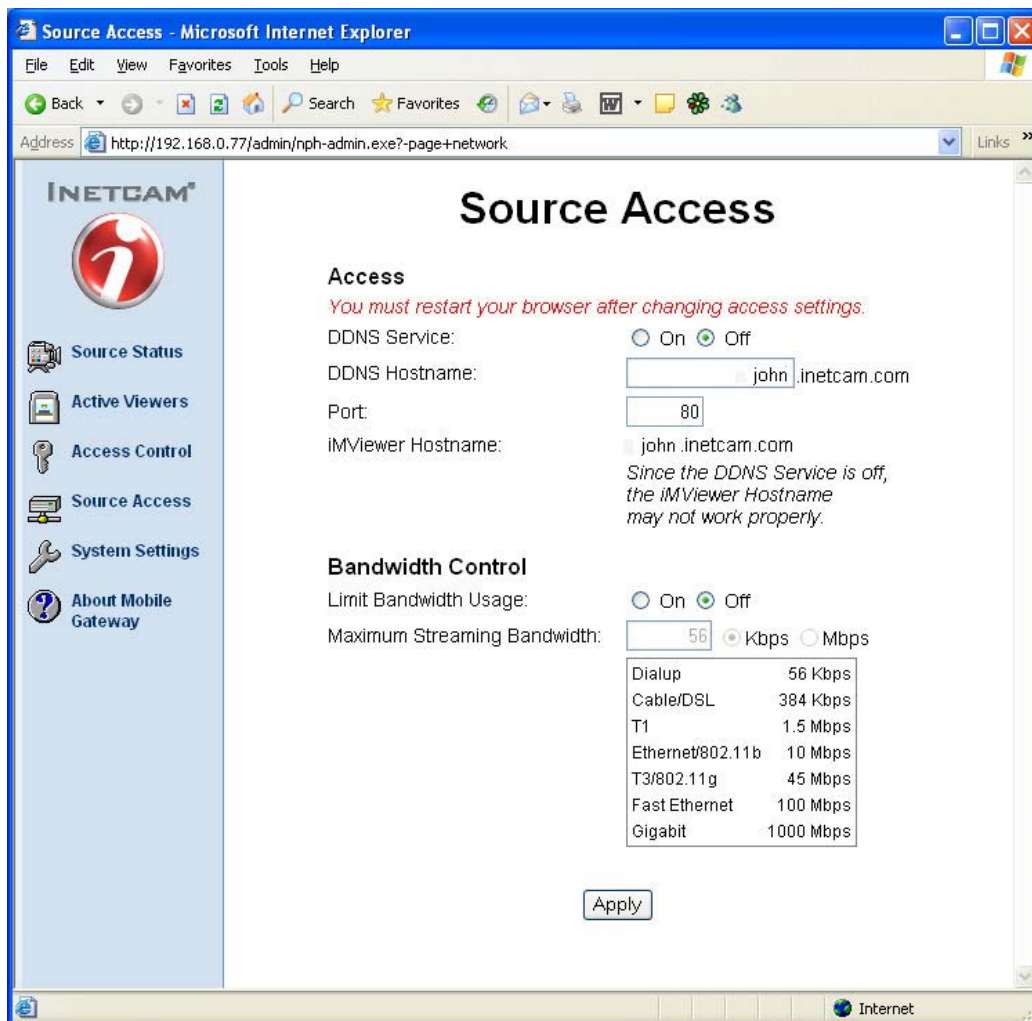 Source Access - Microsoft Internet Explorer
File Edit View Favorites Tools Help
Back Search Favorites
Address http://192.168.0.77/admin/nph-admin.exe?-page+network Links »
INETCAM®
Source Status
Active Viewers
Access Control
Source Access
System Settings
About Mobile
Gateway
Source Access
Access
You must restart your browser after changing access settings.
DDNS Service: On Off
DDNS Hostname: john .inetcam.com
Port: 80
iMViewer Hostname: john .inetcam.com
Since the DDNS Service is off,
the iMViewer Hostname
may not work properly.
Bandwidth Control
Limit Bandwidth Usage: On Off
Maximum Streaming Bandwidth: 56 Kbps Mbps
Dialup 56 Kbps
Cable/DSL 384 Kbps
T1 1.5 Mbps
Ethernet/802.11b 10 Mbps
T3/802.11g 45 Mbps
Fast Ethernet 100 Mbps
Gigabit 1000 Mbps
Apply
Internet